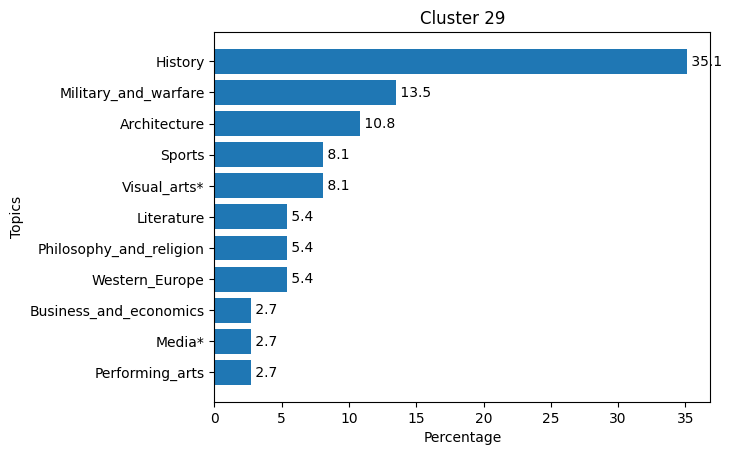 Cluster 29
Topics
History 35.1
Military_and_warfare 13.5
Architecture 10.8
Sports 8.1
Visual_arts* 8.1
Literature 5.4
Philosophy_and_religion 5.4
Western_Europe 5.4
Business_and_economics 2.7
Media* 2.7
Performing_arts 2.7
0 5 10 15 20 25 30 35
Percentage